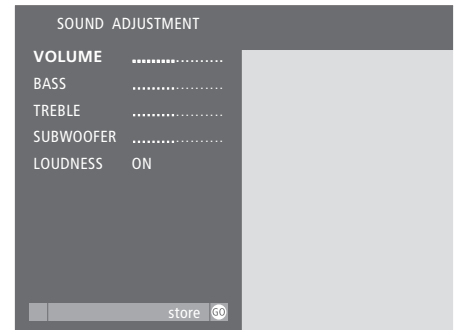 SOUND ADJUSTMENT
VOLUME ....................
BASS ....................
TREBLE ....................
SUBWOOFER ....................
LOUDNESS ON
store GO